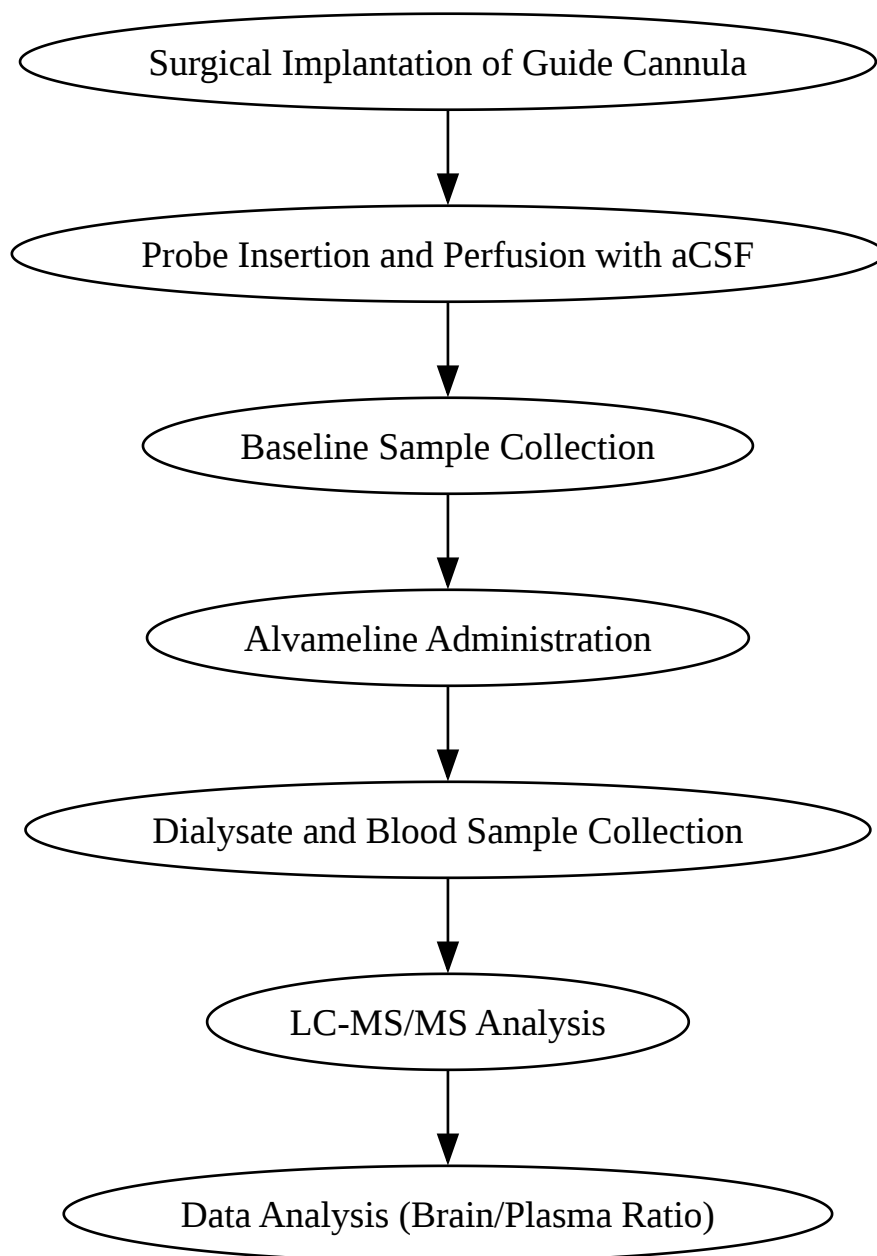 Surgical Implantation of Guide Cannula
Probe Insertion and Perfusion with aCSF
Baseline Sample Collection
Alvameline Administration
Dialysate and Blood Sample Collection
LC-MS/MS Analysis
Data Analysis (Brain/Plasma Ratio)